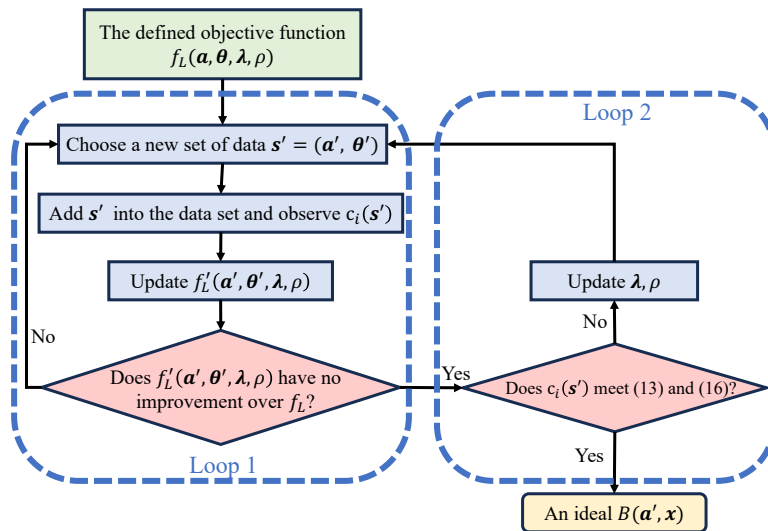 The defined objective function
f_L(a, θ, λ, ρ)
Loop 2
Choose a new set of data s′ = (a′, θ′)
Add s′ into the data set and observe c_i(s′)
Update f_L′(a′, θ′, λ, ρ)
Update λ, ρ
No
No
Does f_L′(a′, θ′, λ, ρ) have no
improvement over f_L?
Yes
Does c_i(s′) meet (13) and (16)?
Loop 1
Yes
An ideal B(a′, x)